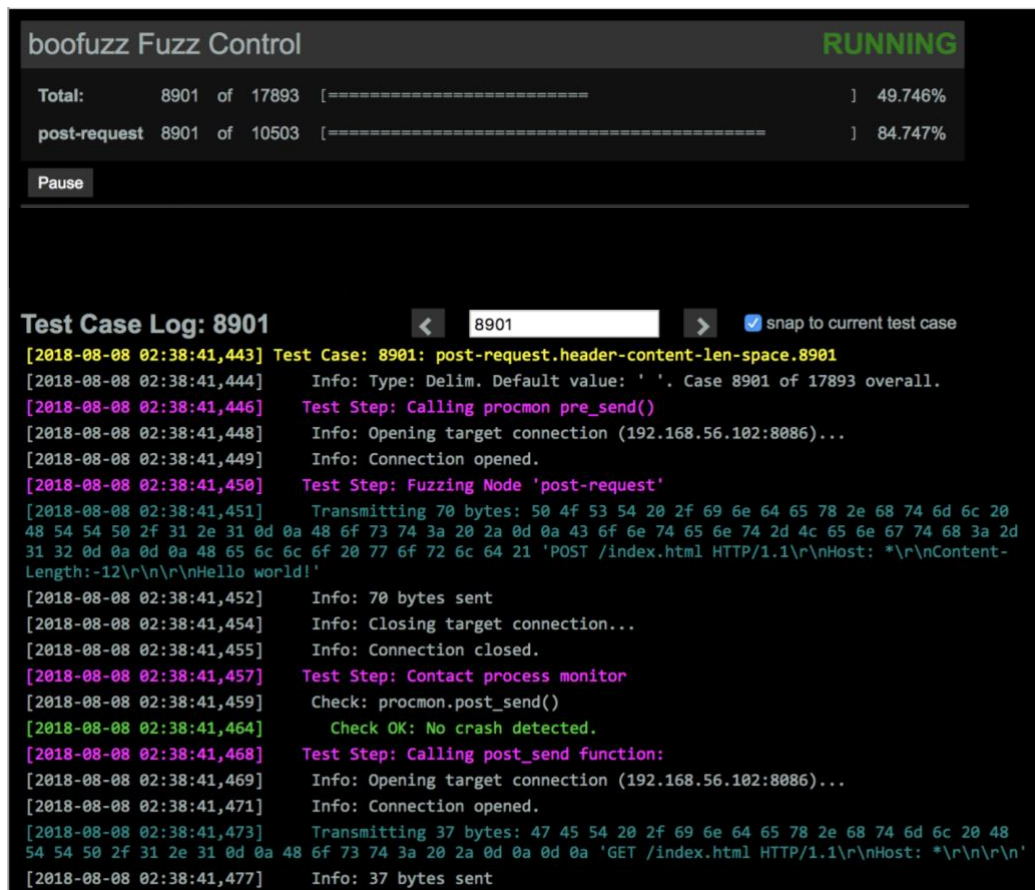 boofuzz Fuzz Control RUNNING
Total: 8901 of 17893 [=========================                                                  ] 49.746%
post-request 8901 of 10503 [==========================================        ] 84.747%
Pause
Test Case Log: 8901 < 8901 > snap to current test case
[2018-08-08 02:38:41,443] Test Case: 8901: post-request.header-content-len-space.8901
[2018-08-08 02:38:41,444] Info: Type: Delim. Default value: ' '. Case 8901 of 17893 overall.
[2018-08-08 02:38:41,446] Test Step: Calling procmon pre_send()
[2018-08-08 02:38:41,448] Info: Opening target connection (192.168.56.102:8086)...
[2018-08-08 02:38:41,449] Info: Connection opened.
[2018-08-08 02:38:41,450] Test Step: Fuzzing Node 'post-request'
[2018-08-08 02:38:41,451] Transmitting 70 bytes: 50 4f 53 54 20 2f 69 6e 64 65 78 2e 68 74 6d 6c 20
48 54 54 50 2f 31 2e 31 0d 0a 48 6f 73 74 3a 20 2a 0d 0a 43 6f 6e 74 65 6e 74 2d 4c 65 6e 67 74 68 3a 2d
31 32 0d 0a 0d 0a 48 65 6c 6c 6f 20 77 6f 72 6c 64 21 'POST /index.html HTTP/1.1\r\nHost: *\r\nContent-
Length:-12\r\n\r\nHello world!'
[2018-08-08 02:38:41,452] Info: 70 bytes sent
[2018-08-08 02:38:41,454] Info: Closing target connection...
[2018-08-08 02:38:41,455] Info: Connection closed.
[2018-08-08 02:38:41,457] Test Step: Contact process monitor
[2018-08-08 02:38:41,459] Check: procmon.post_send()
[2018-08-08 02:38:41,464] Check OK: No crash detected.
[2018-08-08 02:38:41,468] Test Step: Calling post_send function:
[2018-08-08 02:38:41,469] Info: Opening target connection (192.168.56.102:8086)...
[2018-08-08 02:38:41,471] Info: Connection opened.
[2018-08-08 02:38:41,473] Transmitting 37 bytes: 47 45 54 20 2f 69 6e 64 65 78 2e 68 74 6d 6c 20 48
54 54 50 2f 31 2e 31 0d 0a 48 6f 73 74 3a 20 2a 0d 0a 0d 0a 'GET /index.html HTTP/1.1\r\nHost: *\r\n\r\n'
[2018-08-08 02:38:41,477] Info: 37 bytes sent